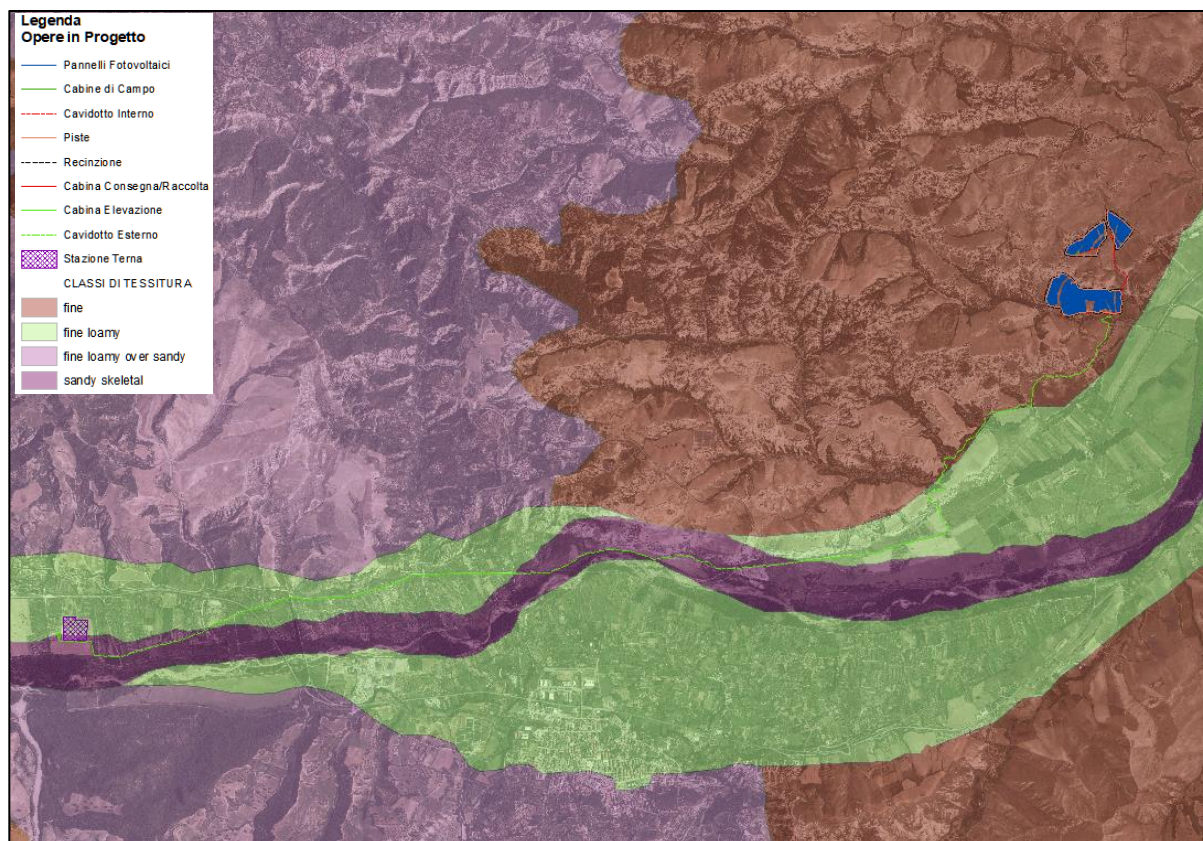 Legenda
Opere in Progetto
Pannelli Fotovoltaici
Cabine di Campo
Cavidotto Interno
Piste
Recinzione
Cabina Consegna/Raccolta
Cabina Elevazione
Cavidotto Esterno
Stazione Terna
CLASSI DI TESSITURA
fine
fine loamy
fine loamy over sandy
sandy skeletal